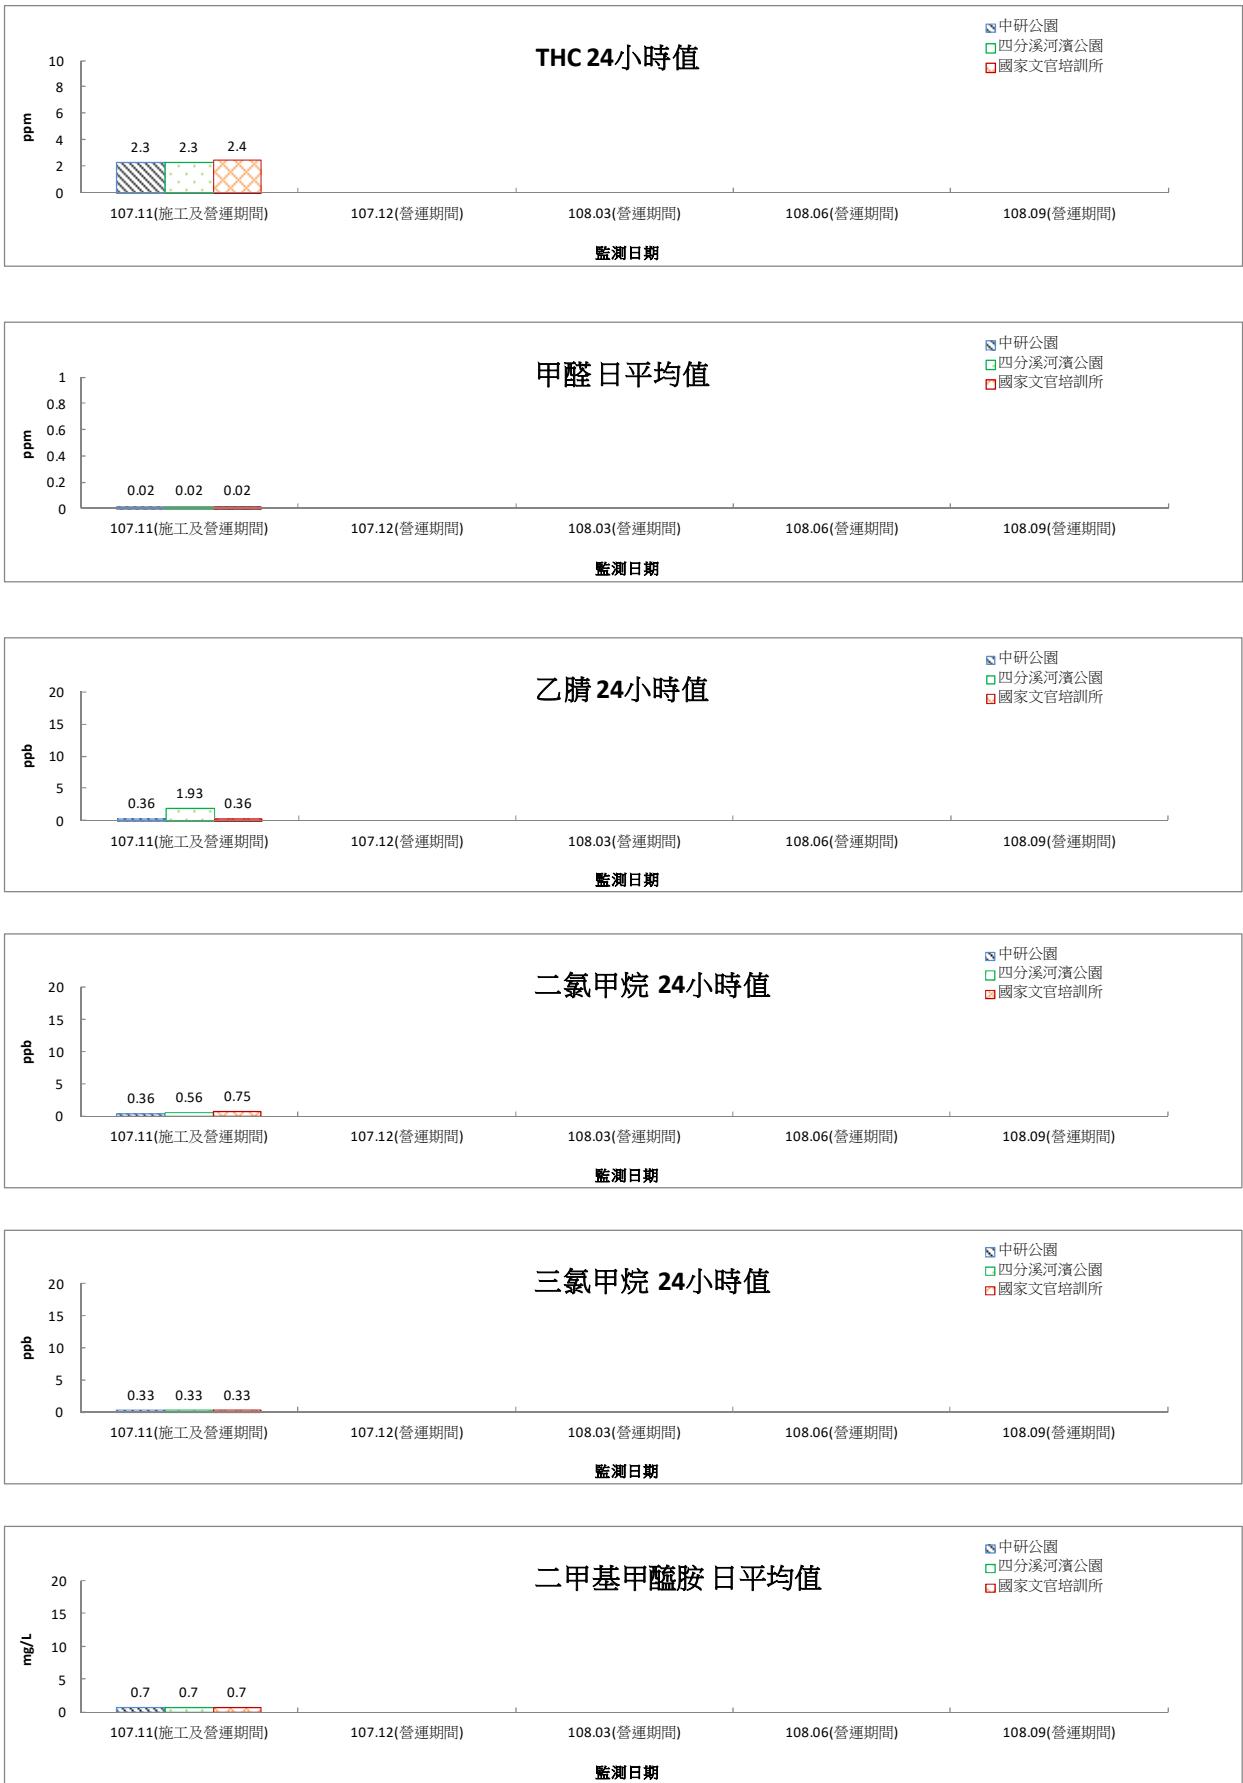 THC 24小時值
中研公園
四分溪河濱公園
國家文官培訓所
10
8
6
4
2
0
ppm
2.3 2.3 2.4
107.11(施工及營運期間) 107.12(營運期間) 108.03(營運期間) 108.06(營運期間) 108.09(營運期間)
監測日期
甲醛 日平均值
中研公園
四分溪河濱公園
國家文官培訓所
1
0.8
0.6
0.4
0.2
0
ppm
0.02 0.02 0.02
107.11(施工及營運期間) 107.12(營運期間) 108.03(營運期間) 108.06(營運期間) 108.09(營運期間)
監測日期
乙腈 24小時值
中研公園
四分溪河濱公園
國家文官培訓所
20
15
10
5
0
ppb
0.36 1.93 0.36
107.11(施工及營運期間) 107.12(營運期間) 108.03(營運期間) 108.06(營運期間) 108.09(營運期間)
監測日期
二氯甲烷 24小時值
中研公園
四分溪河濱公園
國家文官培訓所
20
15
10
5
0
ppb
0.36 0.56 0.75
107.11(施工及營運期間) 107.12(營運期間) 108.03(營運期間) 108.06(營運期間) 108.09(營運期間)
監測日期
三氯甲烷 24小時值
中研公園
四分溪河濱公園
國家文官培訓所
20
15
10
5
0
ppb
0.33 0.33 0.33
107.11(施工及營運期間) 107.12(營運期間) 108.03(營運期間) 108.06(營運期間) 108.09(營運期間)
監測日期
二甲基甲醯胺 日平均值
中研公園
四分溪河濱公園
國家文官培訓所
20
15
10
5
0
mg/L
0.7 0.7 0.7
107.11(施工及營運期間) 107.12(營運期間) 108.03(營運期間) 108.06(營運期間) 108.09(營運期間)
監測日期